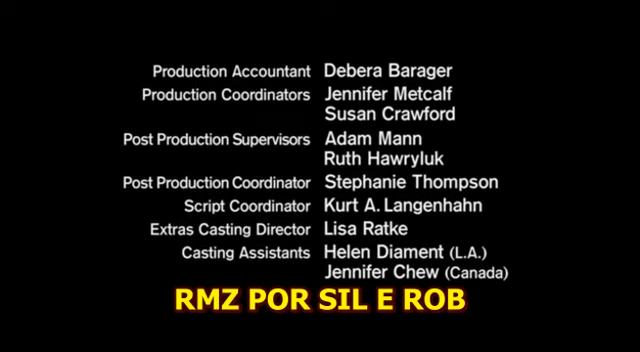 Production Accountant Debera Barager
Production Coordinators Jennifer Metcalf
Susan Crawford
Post Production Supervisors Adam Mann
Ruth Hawryluk
Post Production Coordinator Stephanie Thompson
Script Coordinator Kurt A. Langenhahn
Extras Casting Director Lisa Ratke
Casting Assistants Helen Diament (L.A.)
Jennifer Chew (Canada)
RMZ POR SIL E ROB